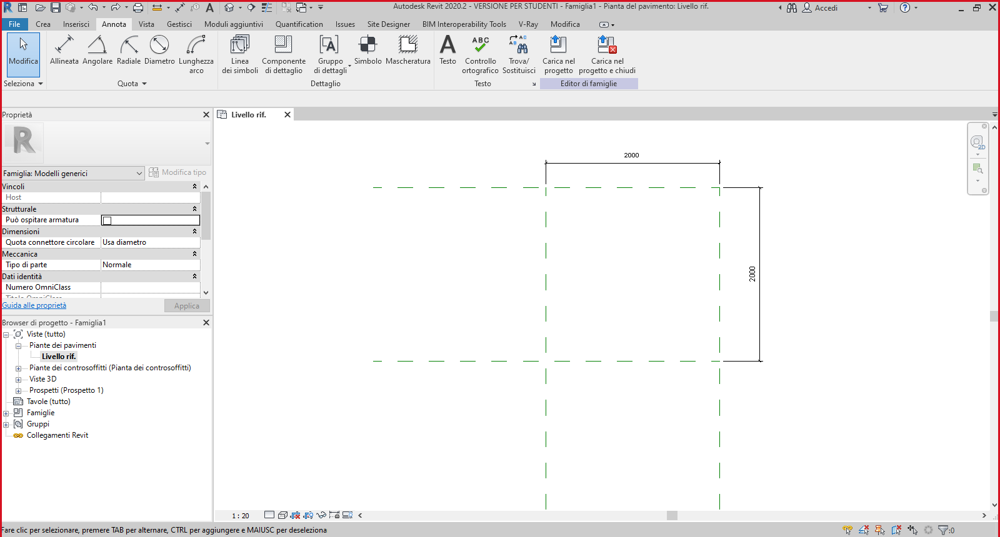 Autodesk Revit 2020.2 - VERSIONE PER STUDENTI - Famiglia1 - Pianta del pavimento: Livello rif.
Accedi
File Crea Inserisci Annota Vista Gestisci Moduli aggiuntivi Quantification Issues Site Designer BIM Interoperability Tools V-Ray Modifica
Modifica
Allineata Angolare Radiale Diametro Lunghezza arco
Linea dei simboli
Componente di dettaglio
Gruppo di dettagli
Simbolo
Mascheratura
Testo
ABC
Controllo ortografico
AC
AC
Trova/ Sostituisci
Carica nel progetto
Carica nel progetto e chiudi
Seleziona Quota Dettaglio Testo Editor di famiglie
Proprietà
Livello rif.
Famiglia: Modelli generici
Modifica tipo
Vincoli
Host
Strutturale
Può ospitare armatura
Dimensioni
Quota connettore circolare Usa diametro
Meccanica
Tipo di parte Normale
Dati identità
Numero OmniClass
Titolo OmniClass
Guida alle proprietà
Applica
Browser di progetto - Famiglia1
Viste (tutto)
Piante dei pavimenti
Livello rif.
Piante dei controsoffitti (Pianta dei controsoffitti)
Viste 3D
Prospetti (Prospetto 1)
Tavole (tutto)
Famiglie
Gruppi
Collegamenti Revit
2000
2000
2D
1 : 20
Fare clic per selezionare, premere TAB per alternare, CTRL per aggiungere e MAIUSC per deseleziona
:0